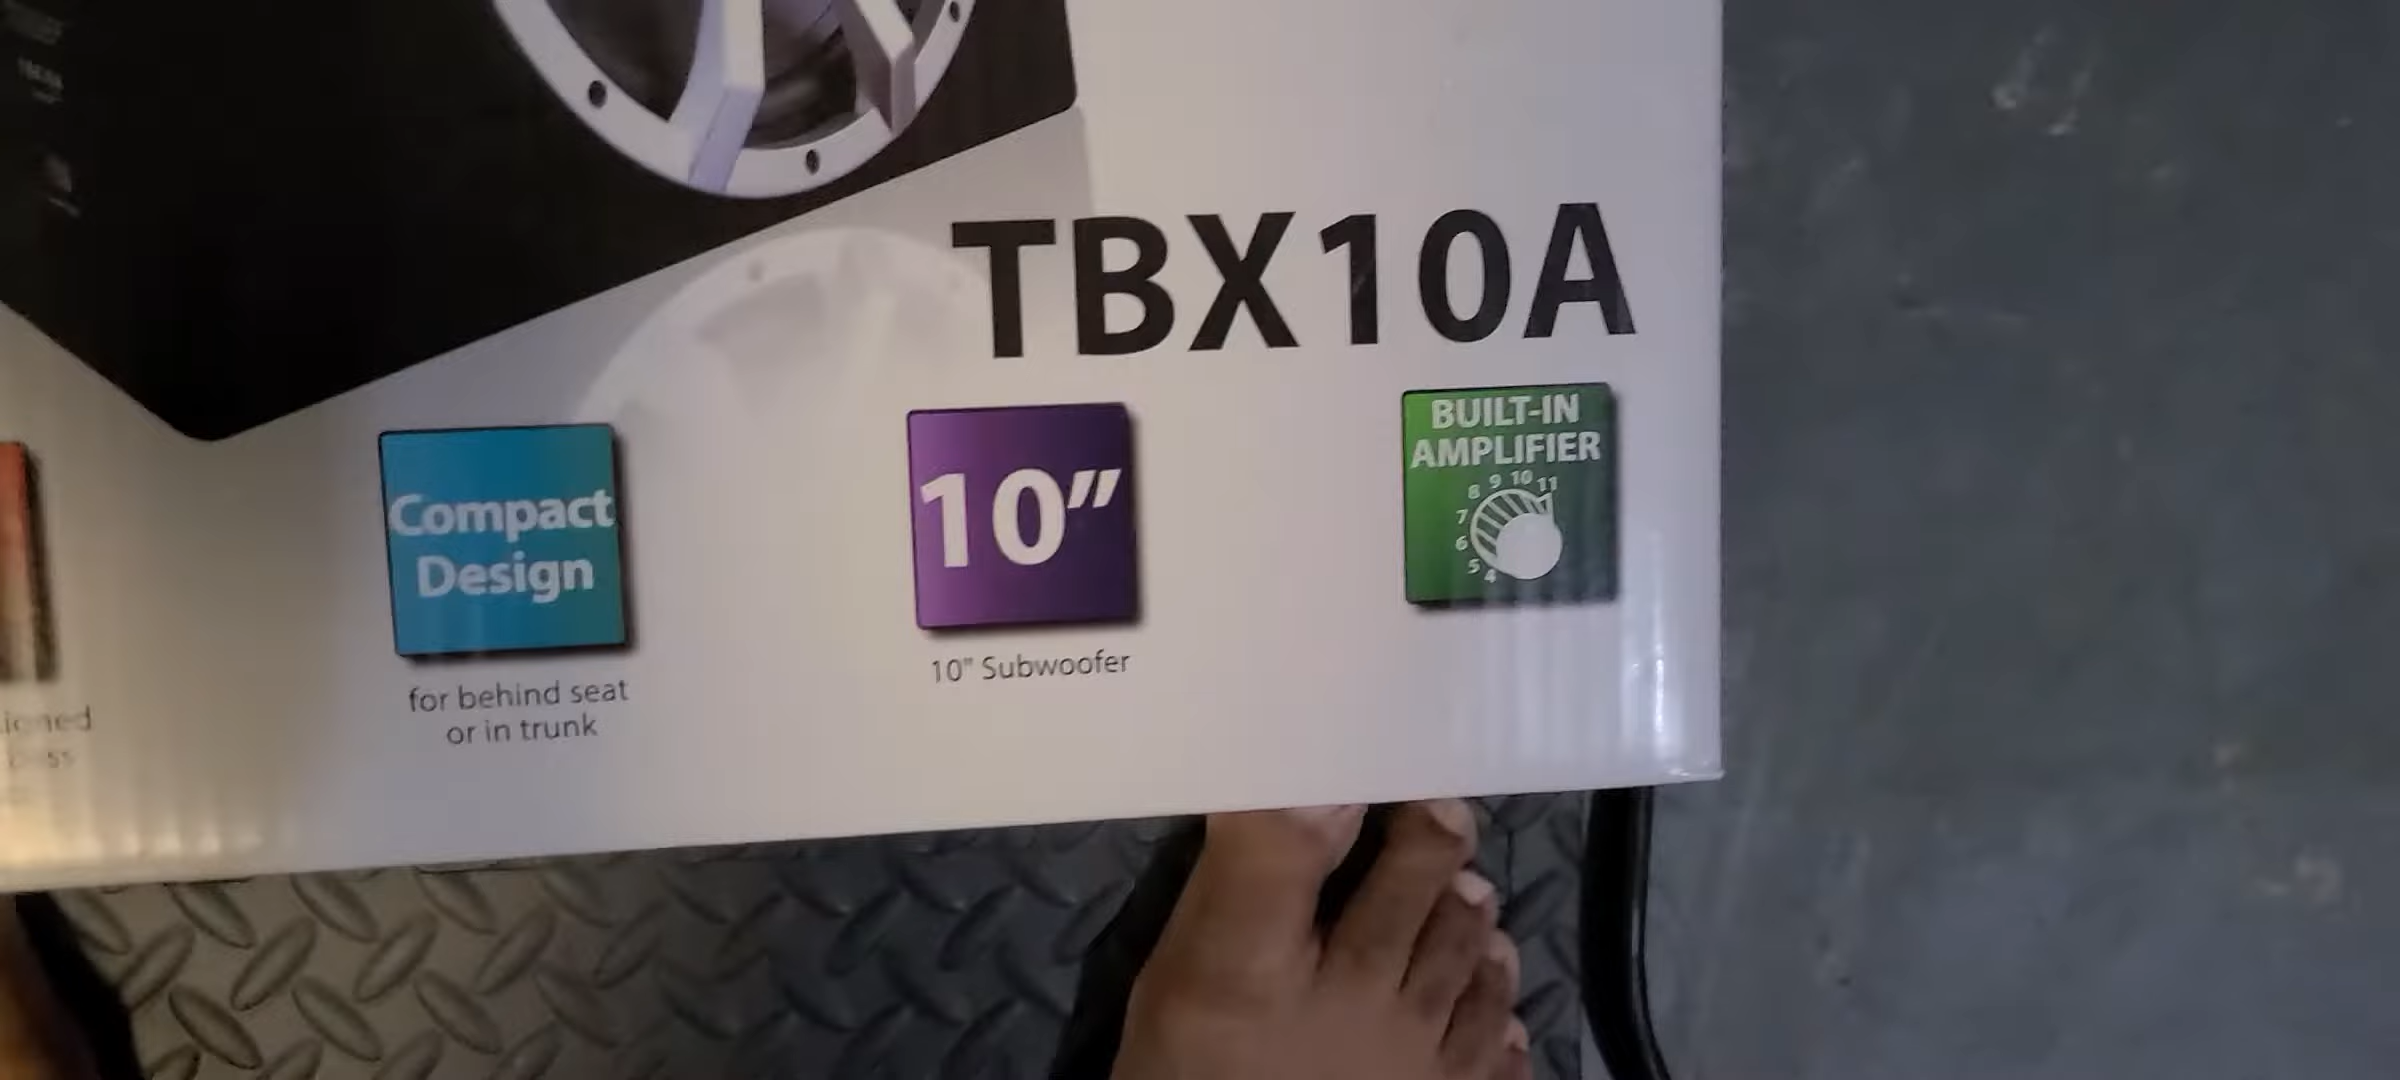 TBX10A
Compact
Design
for behind seat
or in trunk
10"
10" Subwoofer
BUILT-IN
AMPLIFIER
4 5 6 7 8 9 10 11